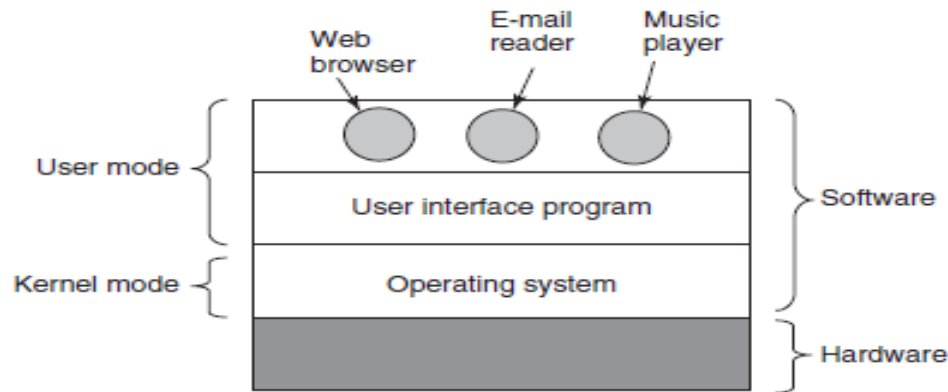 Web
browser
E-mail
reader
Music
player
User mode
User interface program
Software
Kernel mode
Operating system
Hardware